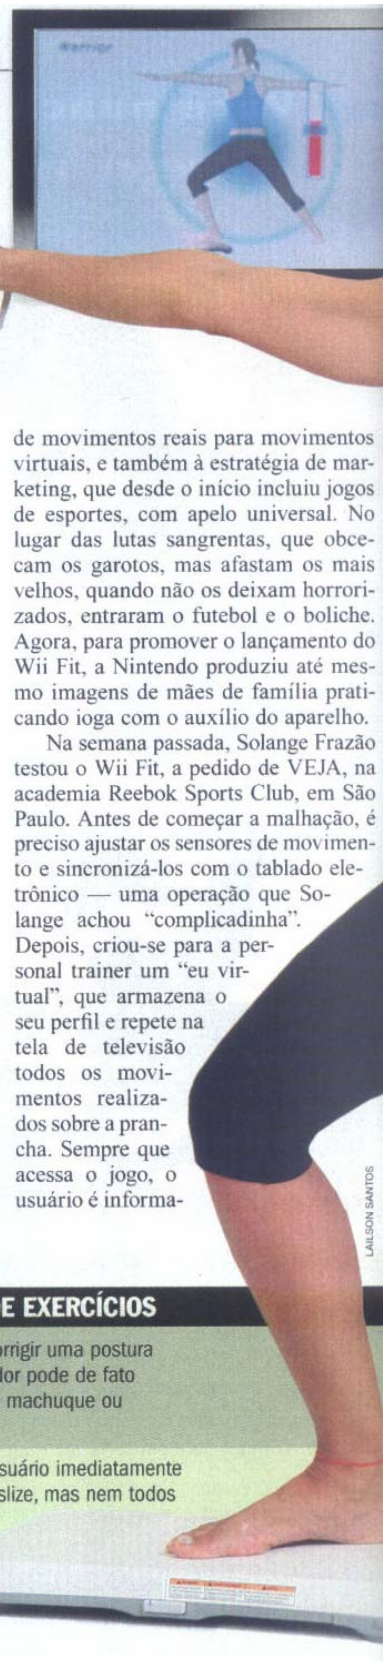 Warrior
de movimentos reais para movimentos
virtuais, e também à estratégia de mar-
keting, que desde o início incluiu jogos
de esportes, com apelo universal. No
lugar das lutas sangrentas, que obce-
cam os garotos, mas afastam os mais
velhos, quando não os deixam horrori-
zados, entraram o futebol e o boliche.
Agora, para promover o lançamento do
Wii Fit, a Nintendo produziu até mes-
mo imagens de mães de família prati-
cando ioga com o auxílio do aparelho.
Na semana passada, Solange Frazão
testou o Wii Fit, a pedido de VEJA, na
academia Reebok Sports Club, em São
Paulo. Antes de começar a malhação, é
preciso ajustar os sensores de movimen-
to e sincronizá-los com o tablado ele-
trônico — uma operação que So-
lange achou “complicadinha”.
Depois, criou-se para a per-
sonal trainer um “eu vir-
tual”, que armazena o
seu perfil e repete na
tela de televisão
todos os movi-
mentos realiza-
dos sobre a pran-
cha. Sempre que
acessa o jogo, o
usuário é informa-
LAILSON SANTOS
E EXERCÍCIOS
orrigir uma postura
dor pode de fato
machuque ou
suário imediatamente
slize, mas nem todos